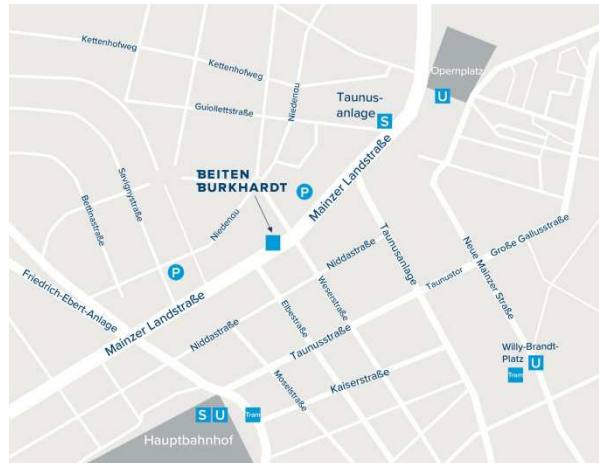 Kettenhofweg
Kettenhofweg
Niedenau
Guiollettstraße
Opernplatz
U
Taunus-
anlage
S
BEITEN
BURKHARDT
P
Mainzer Landstraße
Savignystraße
Bettinastraße
Niedenau
P
Friedrich-Ebert-Anlage
Mainzer Landstraße
Niddastraße
Taunusanlage
Neue Mainzer Straße
Große Gallusstraße
Taunustor
Weserstraße
Elbestraße
Niddastraße
Taunusstraße
Moselstraße
Kaiserstraße
Willy-Brandt-
Platz
U
Tram
S U
Tram
Hauptbahnhof